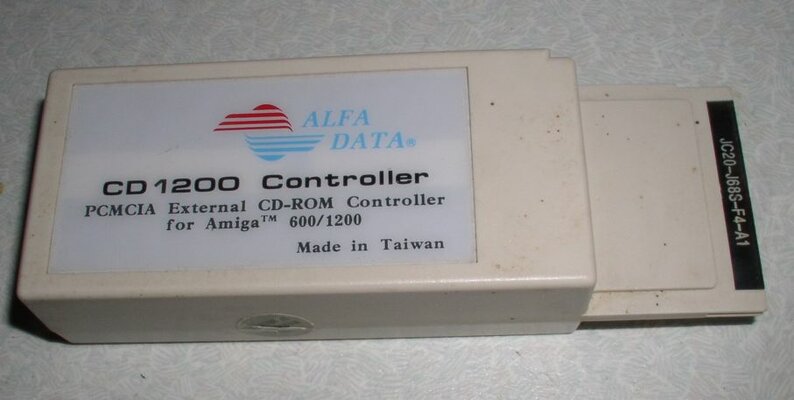 ALFA
DATA®
CD1200 Controller
PCMCIA External CD-ROM Controller
for Amiga™ 600/1200
Made in Taiwan
JC20-J68S-F4-A1